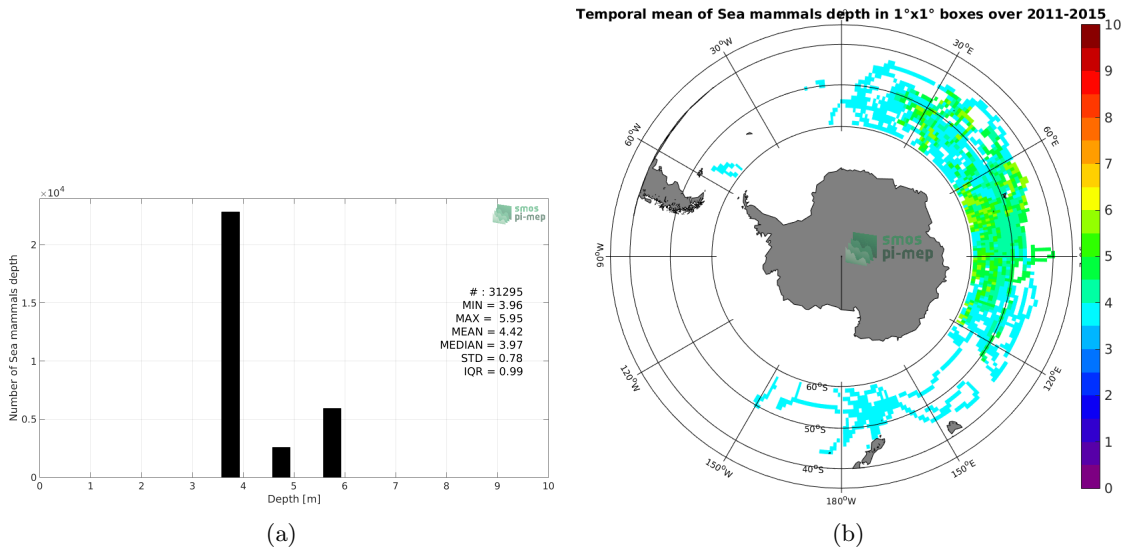 Temporal mean of Sea mammals depth in 1°x1° boxes over 2011-2015
×10⁴
2
1.5
1
0.5
0
Number of Sea mammals depth
smos
pi-mep
# : 31295
MIN = 3.96
MAX = 5.95
MEAN = 4.42
MEDIAN = 3.97
STD = 0.78
IQR = 0.99
0 1 2 3 4 5 6 7 8 9 10
Depth [m]
(a)
30°W
30°E
60°W
60°E
90°W
smos
pi-mep
120°W
120°E
60°S
50°S
40°S
150°W
150°E
180°W
10
9
8
7
6
5
4
3
2
1
0
(b)